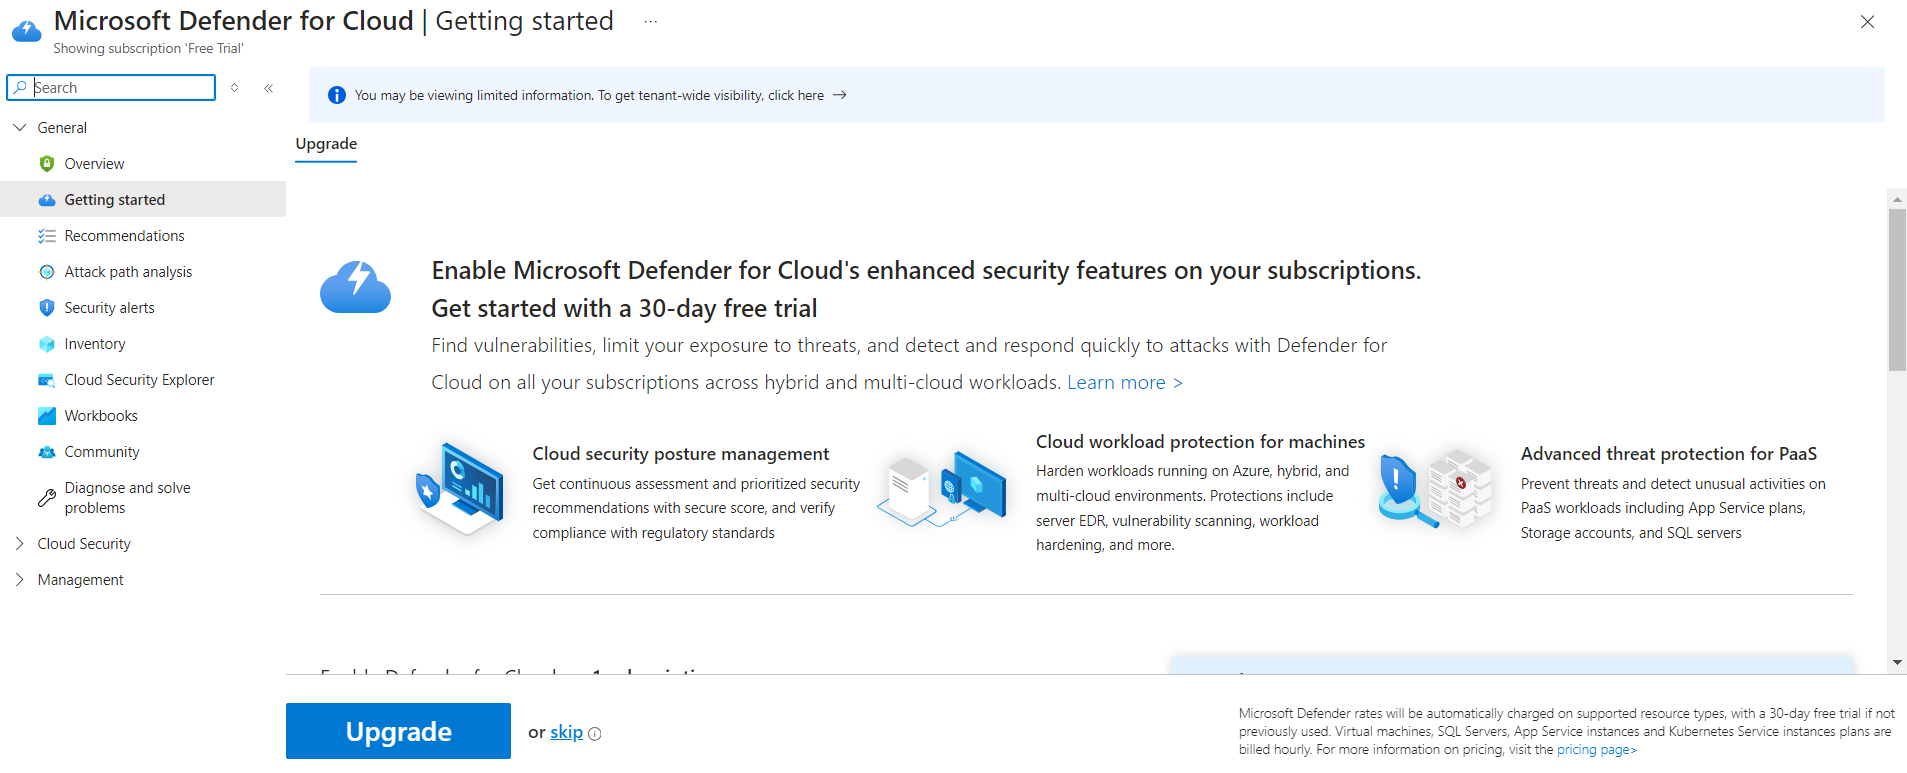 Microsoft Defender for Cloud | Getting started ...
Showing subscription 'Free Trial'
Search
General
Overview
Getting started
Recommendations
Attack path analysis
Security alerts
Inventory
Cloud Security Explorer
Workbooks
Community
Diagnose and solve
problems
Cloud Security
Management
You may be viewing limited information. To get tenant-wide visibility, click here →
Upgrade
Enable Microsoft Defender for Cloud's enhanced security features on your subscriptions.
Get started with a 30-day free trial
Find vulnerabilities, limit your exposure to threats, and detect and respond quickly to attacks with Defender for
Cloud on all your subscriptions across hybrid and multi-cloud workloads. Learn more >
Cloud security posture management
Get continuous assessment and prioritized security
recommendations with secure score, and verify
compliance with regulatory standards
Cloud workload protection for machines
Harden workloads running on Azure, hybrid, and
multi-cloud environments. Protections include
server EDR, vulnerability scanning, workload
hardening, and more.
Advanced threat protection for PaaS
Prevent threats and detect unusual activities on
PaaS workloads including App Service plans,
Storage accounts, and SQL servers
Upgrade
or skip
Microsoft Defender rates will be automatically charged on supported resource types, with a 30-day free trial if not
previously used. Virtual machines, SQL Servers, App Service instances and Kubernetes Service instances plans are
billed hourly. For more information on pricing, visit the pricing page>